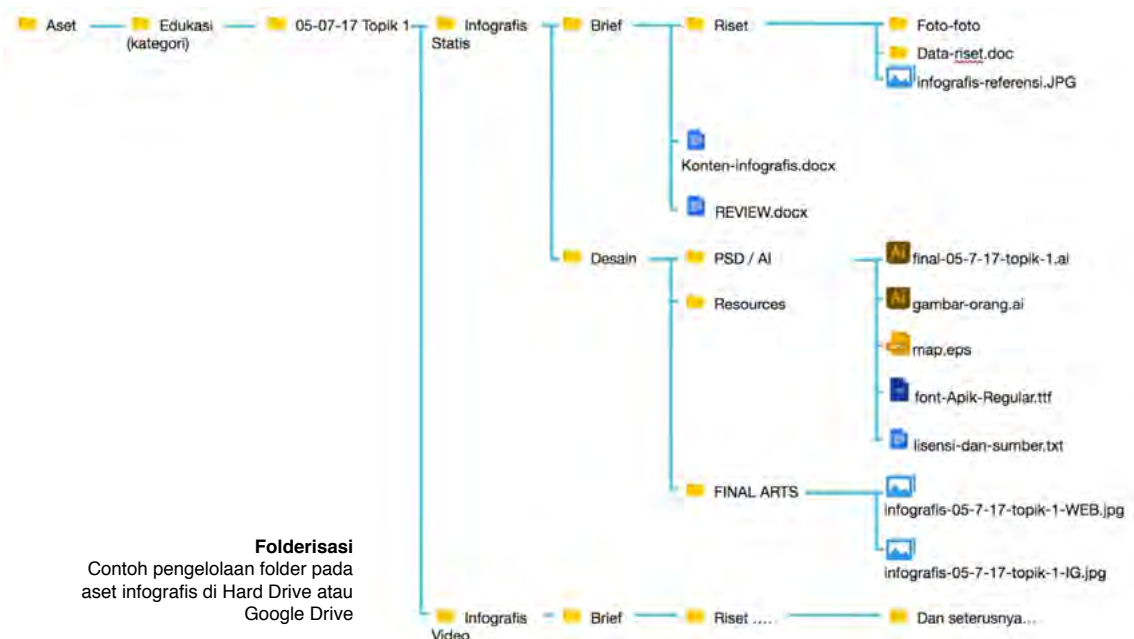 Aset
Edukasi
(kategori)
05-07-17 Topik 1
Infografis
Statis
Brief
Riset
Foto-foto
Data-riset.doc
infografis-referensi.JPG
Konten-infografis.docx
REVIEW.docx
Desain
PSD / AI
Ai final-05-7-17-topik-1.ai
Resources
Ai gambar-orang.ai
map.eps
font-Apik-Regular.ttf
lisensi-dan-sumber.txt
FINAL ARTS
infografis-05-7-17-topik-1-WEB.jpg
infografis-05-7-17-topik-1-IG.jpg
Folderisasi
Contoh pengelolaan folder pada
aset infografis di Hard Drive atau
Google Drive
Infografis
Video
Brief
Riset ....
Dan seterusnya...